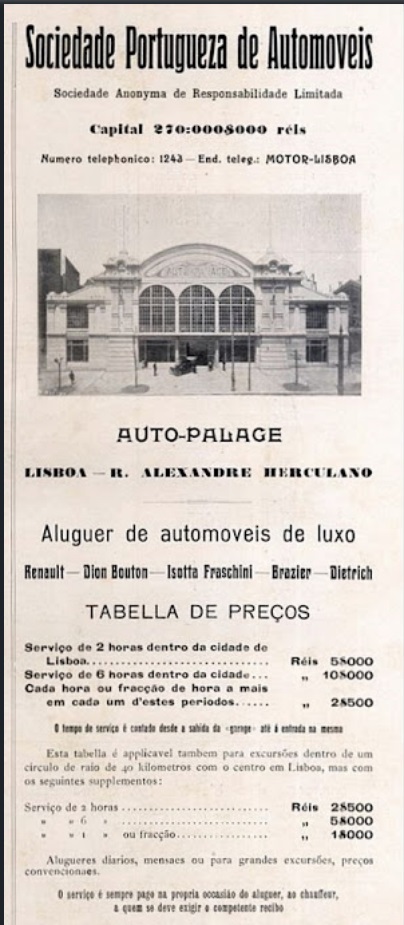 Sociedade Portugueza de Automoveis
Sociedade Anonyma de Responsabilidade Limitada
Capital 270:000$000 réis
Numero telephonico: 1243 — End. teleg.: MOTOR-LISBOA
AUTO-PALACE
LISBOA — R. ALEXANDRE HERCULANO
Aluguer de automoveis de luxo
Renault — Dion Bouton — Isotta Fraschini — Brazier — Dietrich
TABELLA DE PREÇOS
Serviço de 2 horas dentro da cidade de
Lisboa............................ Réis 5$000
Serviço de 6 horas dentro da cidade... „ 10$000
Cada hora ou fracção de hora a mais
em cada um d'estes periodos...... „ 2$500
O tempo de serviço é contado desde a sahida da «garage» até á entrada na mesma
Esta tabella é applicavel tambem para excursões dentro de um
circulo de raio de 40 kilometros com o centro em Lisboa, mas com
os seguintes supplementos:
Serviço de 2 horas ........................ Réis 2$500
» » 6 » ........................ „ 5$000
» » 1 » ou fracção............... „ 1$000
Alugueres diarios, mensaes ou para grandes excursões, preços
convencionaes.
O serviço é sempre pago na propria occasião do aluguer, ao chauffeur,
a quem se deve exigir o competente recibo